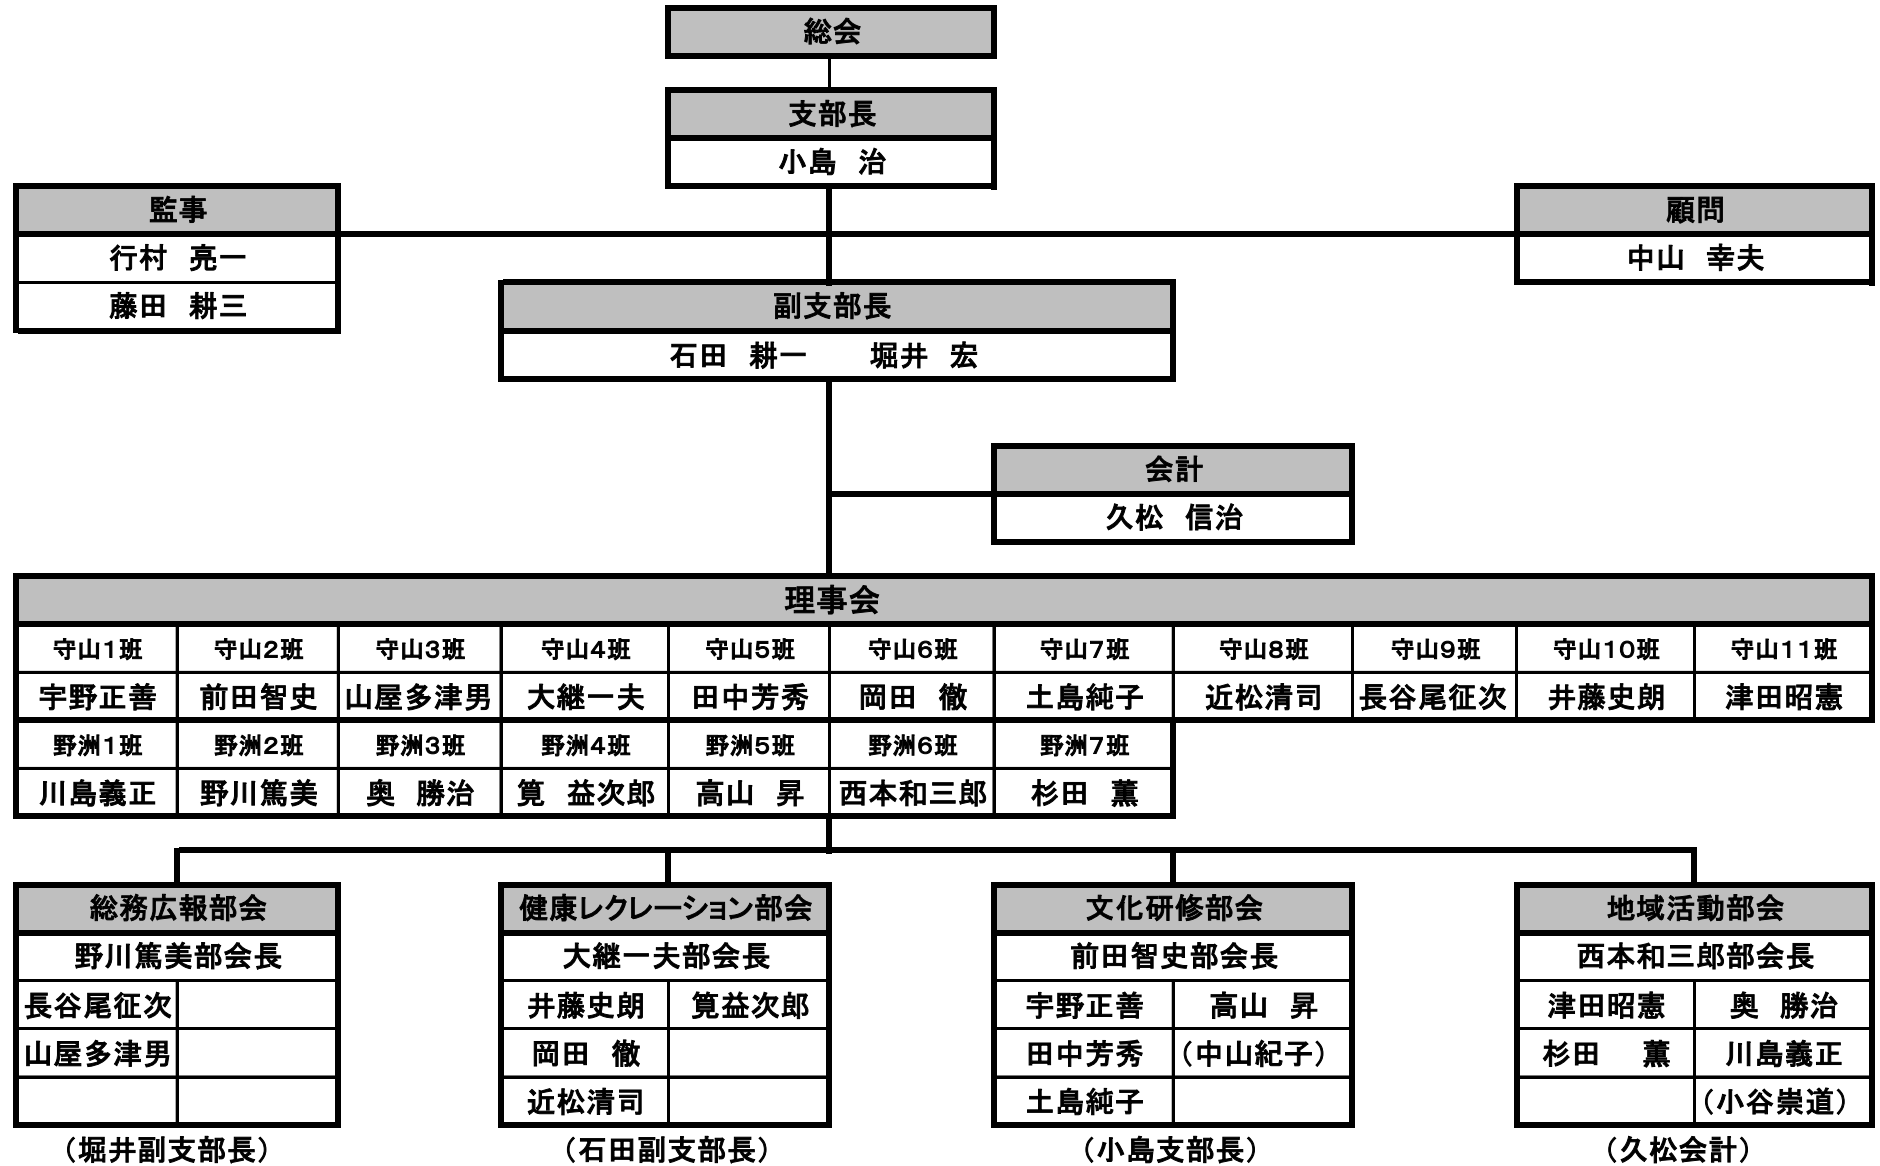 総会
支部長
小島　治
監事
行村　亮一
藤田　耕三
顧問
中山　幸夫
副支部長
石田　耕一　　堀井　宏
会計
久松　信治
理事会
守山1班 守山2班 守山3班 守山4班 守山5班 守山6班 守山7班 守山8班 守山9班 守山10班 守山11班
宇野正善 前田智史 山屋多津男 大継一夫 田中芳秀 岡田　徹 土島純子 近松清司 長谷尾征次 井藤史朗 津田昭憲
野洲1班 野洲2班 野洲3班 野洲4班 野洲5班 野洲6班 野洲7班
川島義正 野川篤美 奥　勝治 筧　益次郎 高山　昇 西本和三郎 杉田　薫
総務広報部会
野川篤美部会長
長谷尾征次
山屋多津男
（堀井副支部長）
健康レクレーション部会
大継一夫部会長
井藤史朗 筧益次郎
岡田　徹
近松清司
（石田副支部長）
文化研修部会
前田智史部会長
宇野正善 高山　昇
田中芳秀 （中山紀子）
土島純子
（小島支部長）
地域活動部会
西本和三郎部会長
津田昭憲 奥　勝治
杉田　薫 川島義正
（小谷崇道）
（久松会計）